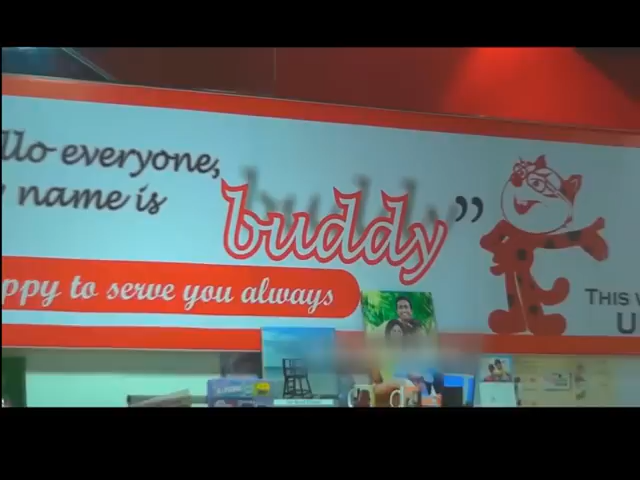 llo everyone,
name is
buddy”
ppy to serve you always
THIS
U